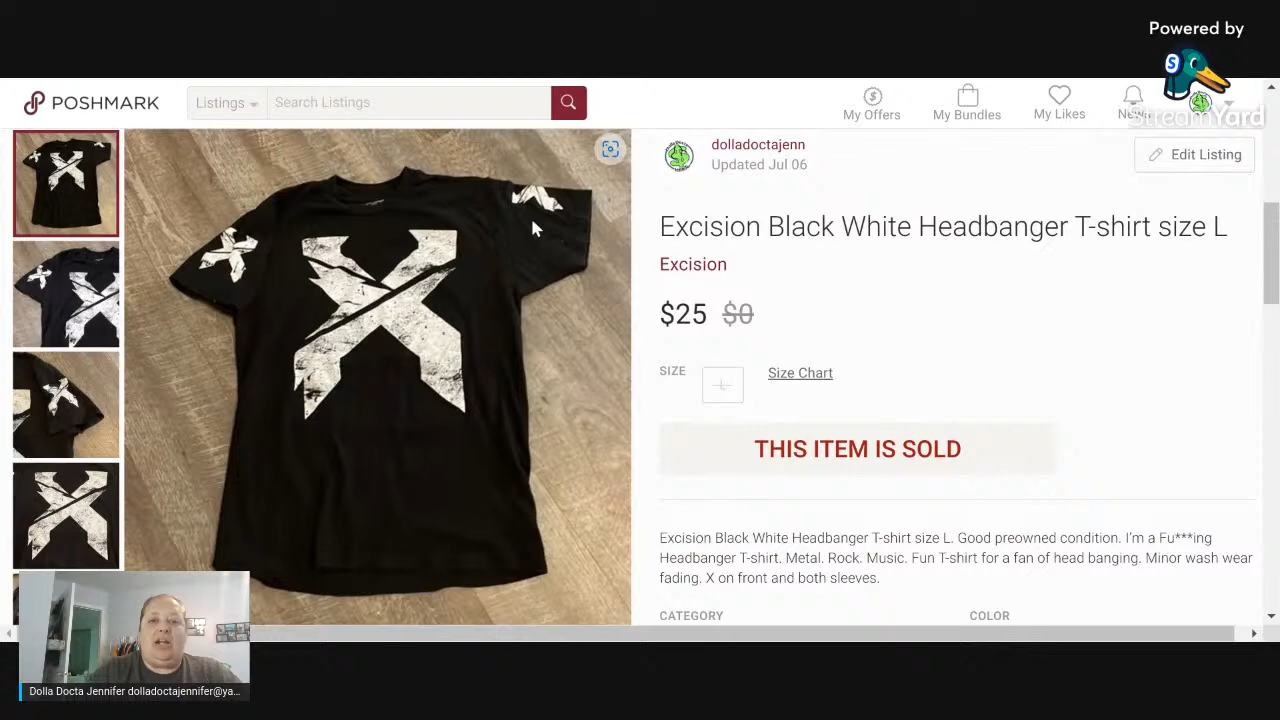 Powered by
StreamYard
POSHMARK
Listings
Search Listings
My Offers
My Bundles
My Likes
dolladoctajenn
Updated Jul 06
Edit Listing
Excision Black White Headbanger T-shirt size L
Excision
$25 $0
SIZE
L
Size Chart
THIS ITEM IS SOLD
Excision Black White Headbanger T-shirt size L. Good preowned condition. I'm a Fu***ing
Headbanger T-shirt. Metal. Rock. Music. Fun T-shirt for a fan of head banging. Minor wash wear
fading. X on front and both sleeves.
CATEGORY
COLOR
Dolla Docta Jennifer dolladoctajennifer@ya...